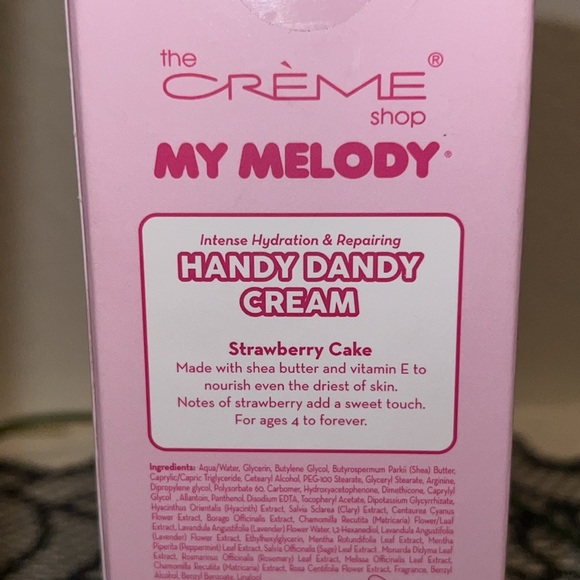 the
CRÈME®
shop
MY MELODY®
Intense Hydration & Repairing
HANDY DANDY
CREAM
Strawberry Cake
Made with shea butter and vitamin E to
nourish even the driest of skin.
Notes of strawberry add a sweet touch.
For ages 4 to forever.
Ingredients: Aqua/Water, Glycerin, Butylene Glycol, Butyrospermum Parkii (Shea) Butter,
Caprylic/Capric Triglyceride, Cetearyl Alcohol, PEG-100 Stearate, Glyceryl Stearate, Arginine,
Dipropylene glycol, Polysorbate 60, Carbomer, Hydroxyacetophenone, Dimethicone, Caprylyl
Glycol , Allantoin, Panthenol, Disodium EDTA, Tocopheryl Acetate, Dipotassium Glycyrrhizate,
Hyacinthus Orientalis (Hyacinth) Extract, Salvia Sclarea (Clary) Extract, Centaurea Cyanus
Flower Extract, Borago Officinalis Extract, Chamomilla Recutita (Matricaria) Flower/Leaf
Extract, Lavandula Angustifolia (Lavender) Flower Water, 1,2-Hexanediol, Lavandula Angustifolia
(Lavender) Flower Extract, Ethylhexylglycerin, Mentha Rotundifolia Leaf Extract, Mentha
Piperita (Peppermint) Leaf Extract, Salvia Officinalis (Sage) Leaf Extract, Monarda Didyma Leaf
Extract, Rosmarinus Officinalis (Rosemary) Leaf Extract, Melissa Officinalis Leaf Extract,
Chamomilla Recutita (Matricaria) Extract, Rosa Centifolia Flower Extract, Fragrance, Benzyl
Alcohol, Benzyl Benzoate, Linalool